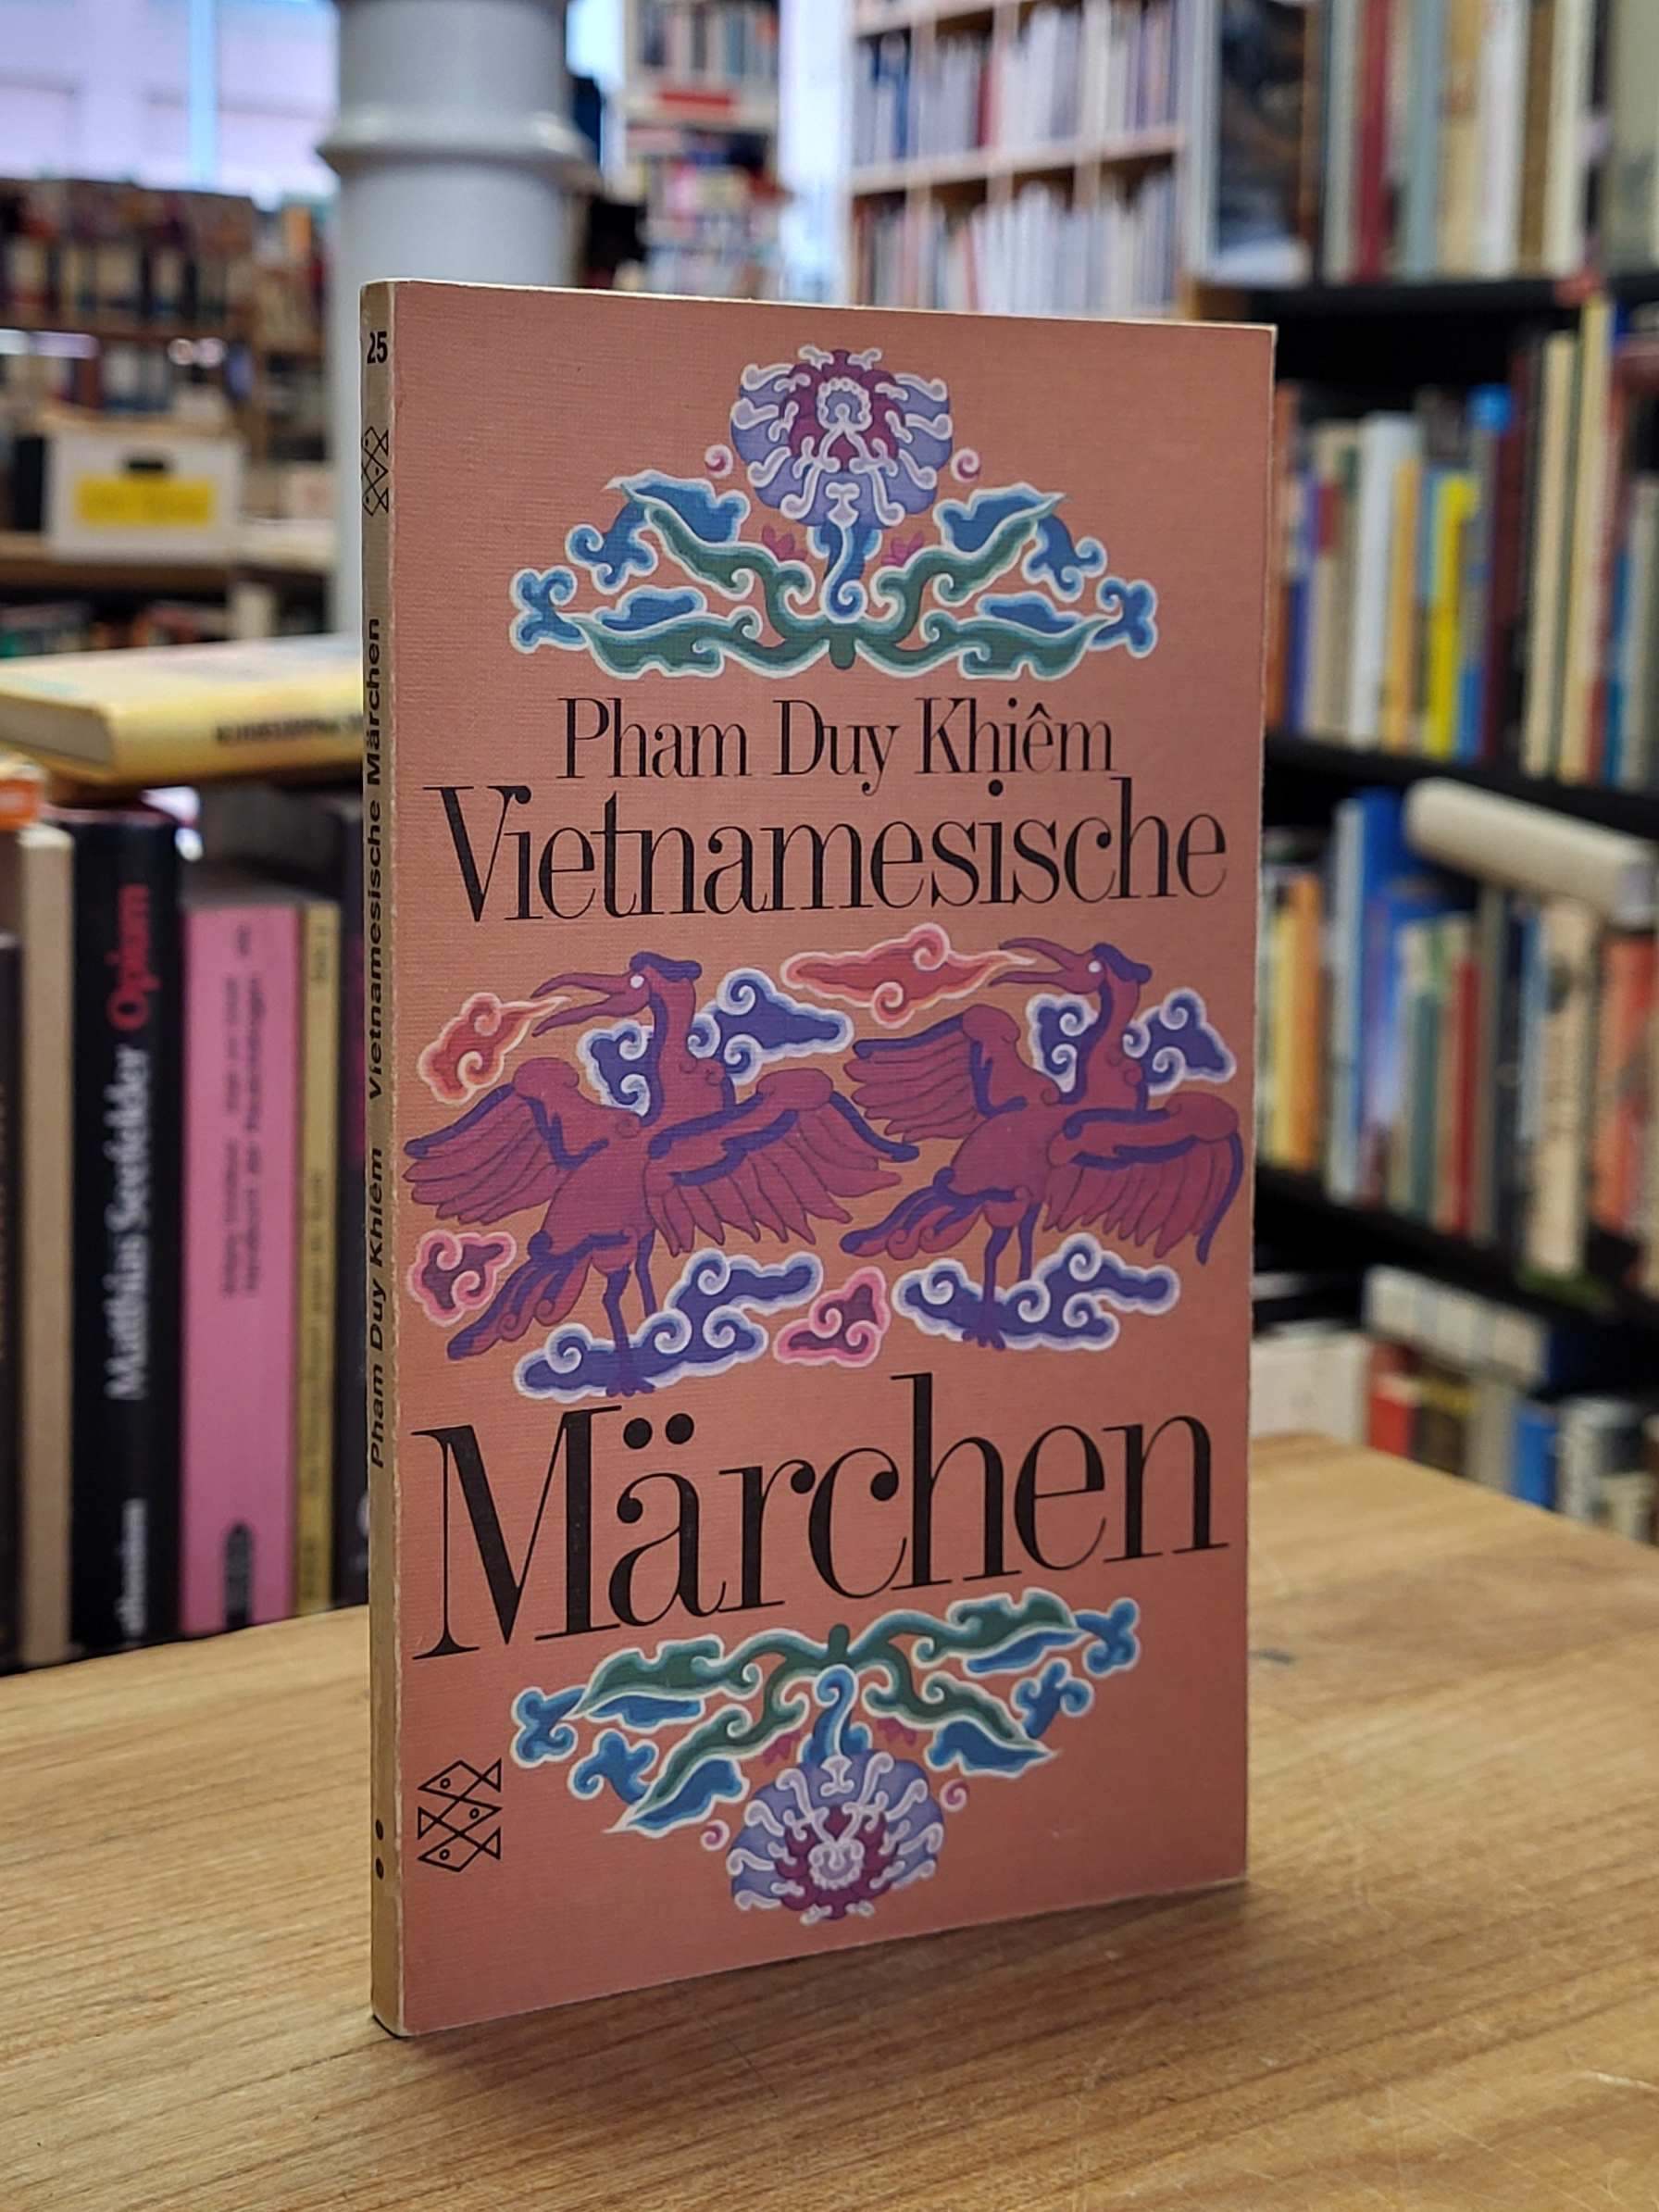 Pham Duy Khiêm
Vietnamesische
Märchen
25
Pham Duy Khiêm Vietnamesische Märchen
Matthias Seefelder Opium